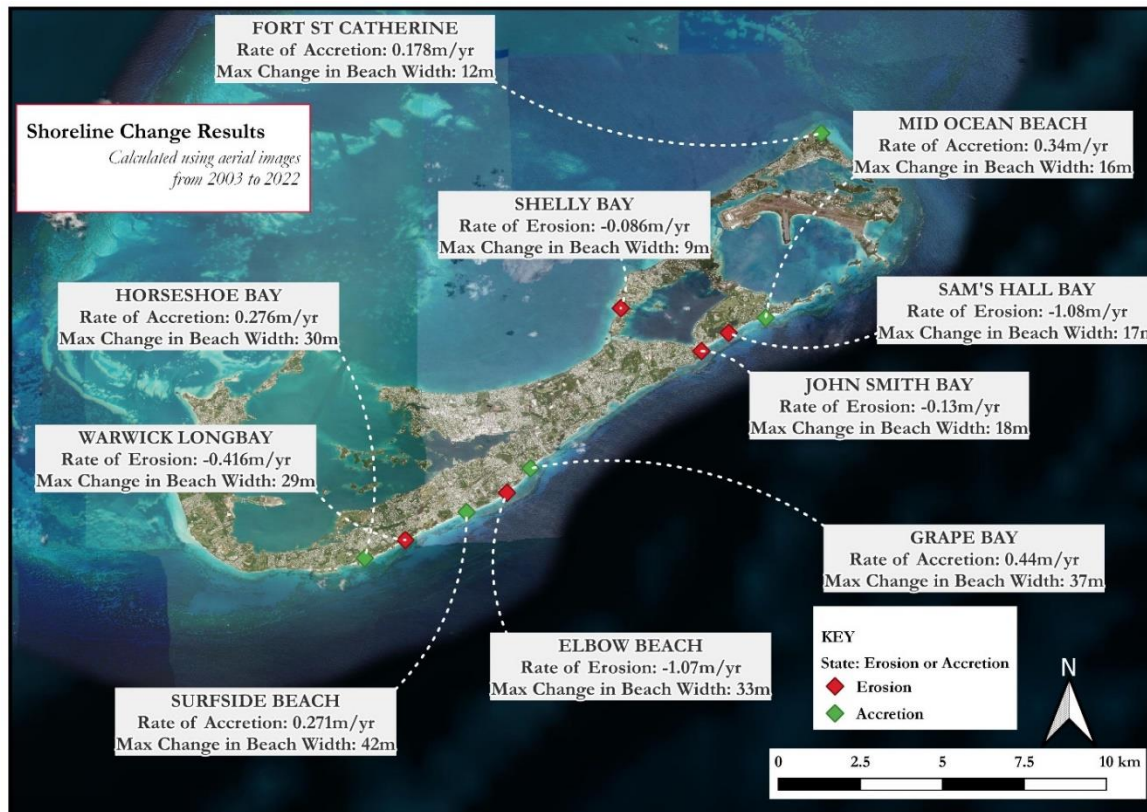 FORT ST CATHERINE
Rate of Accretion: 0.178m/yr
Max Change in Beach Width: 12m
Shoreline Change Results
Calculated using aerial images
from 2003 to 2022
MID OCEAN BEACH
Rate of Accretion: 0.34m/yr
Max Change in Beach Width: 16m
SHELLY BAY
Rate of Erosion: -0.086m/yr
Max Change in Beach Width: 9m
HORSESHOE BAY
Rate of Accretion: 0.276m/yr
Max Change in Beach Width: 30m
SAM'S HALL BAY
Rate of Erosion: -1.08m/yr
Max Change in Beach Width: 17m
JOHN SMITH BAY
Rate of Erosion: -0.13m/yr
Max Change in Beach Width: 18m
WARWICK LONGBAY
Rate of Erosion: -0.416m/yr
Max Change in Beach Width: 29m
GRAPE BAY
Rate of Accretion: 0.44m/yr
Max Change in Beach Width: 37m
ELBOW BEACH
Rate of Erosion: -1.07m/yr
Max Change in Beach Width: 33m
SURFSIDE BEACH
Rate of Accretion: 0.271m/yr
Max Change in Beach Width: 42m
KEY
State: Erosion or Accretion
Erosion
Accretion
N
0 2.5 5 7.5 10 km